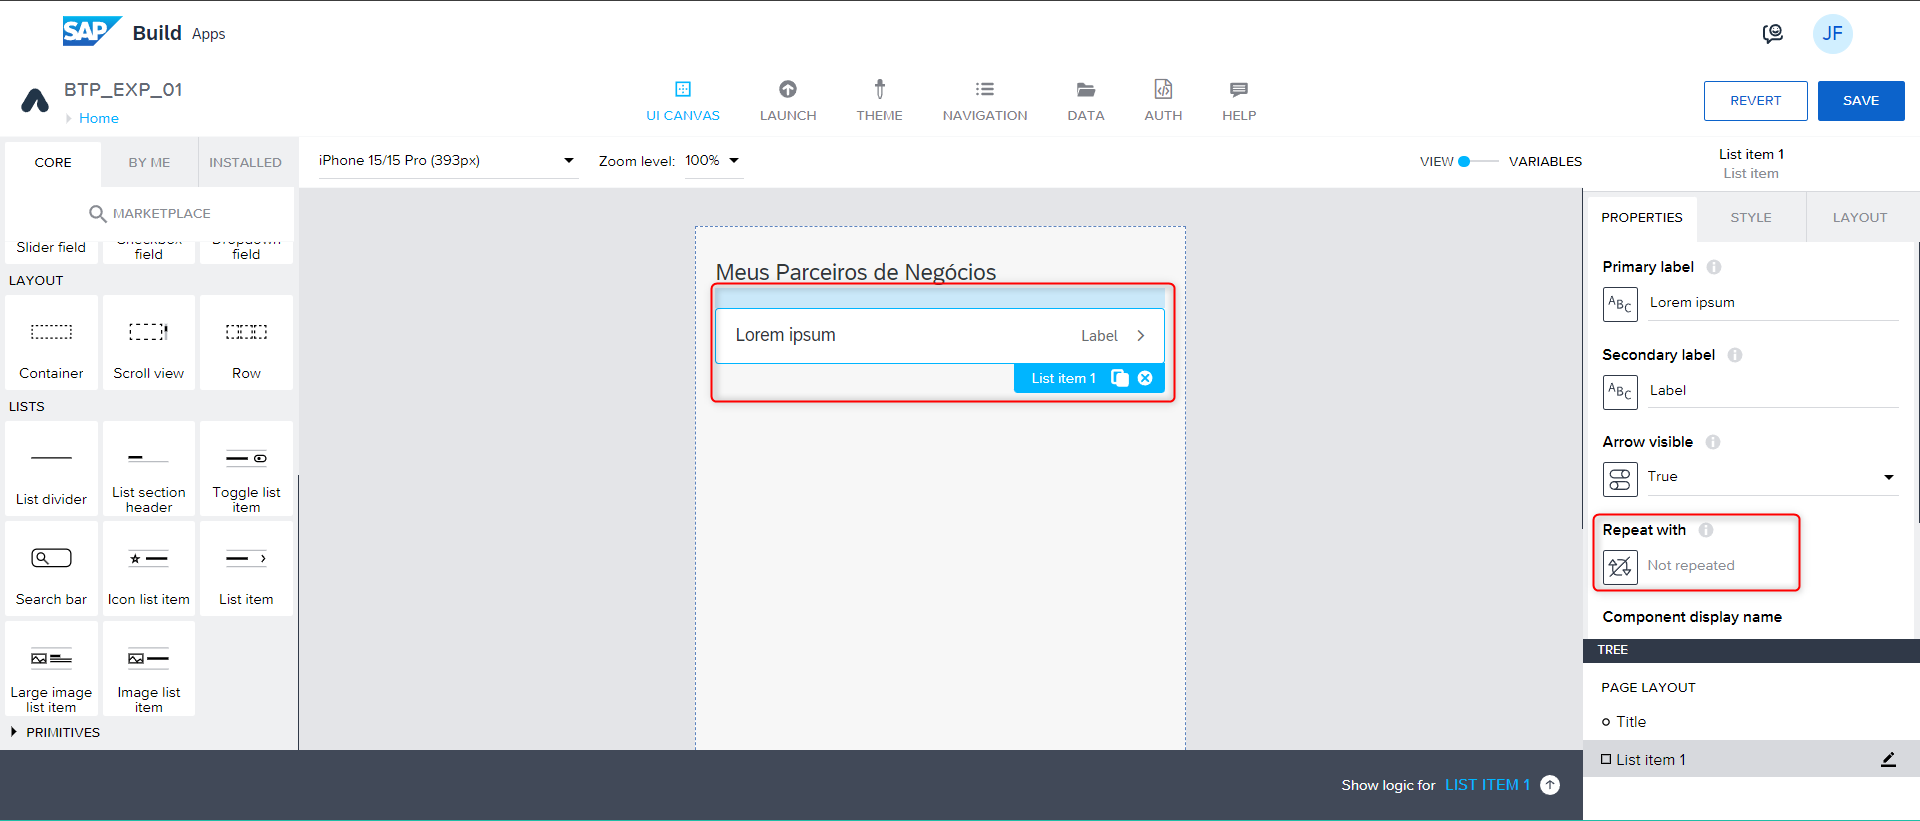 SAP Build Apps
JF
BTP_EXP_01
Home
UI CANVAS
LAUNCH
THEME
NAVIGATION
DATA
AUTH
HELP
REVERT
SAVE
CORE
BY ME
INSTALLED
MARKETPLACE
iPhone 15/15 Pro (393px)
Zoom level: 100%
VIEW
VARIABLES
List item 1
List item
PROPERTIES
STYLE
LAYOUT
Slider field
Checkbox
field
Dropdown
field
LAYOUT
Container
Scroll view
Row
LISTS
List divider
List section
header
Toggle list
item
Search bar
Icon list item
List item
Large image
list item
Image list
item
PRIMITIVES
Meus Parceiros de Negócios
Lorem ipsum
Label
List item 1
Primary label
ABC
Lorem ipsum
Secondary label
ABC
Label
Arrow visible
True
Repeat with
Not repeated
Component display name
TREE
PAGE LAYOUT
Title
List item 1
Show logic for LIST ITEM 1